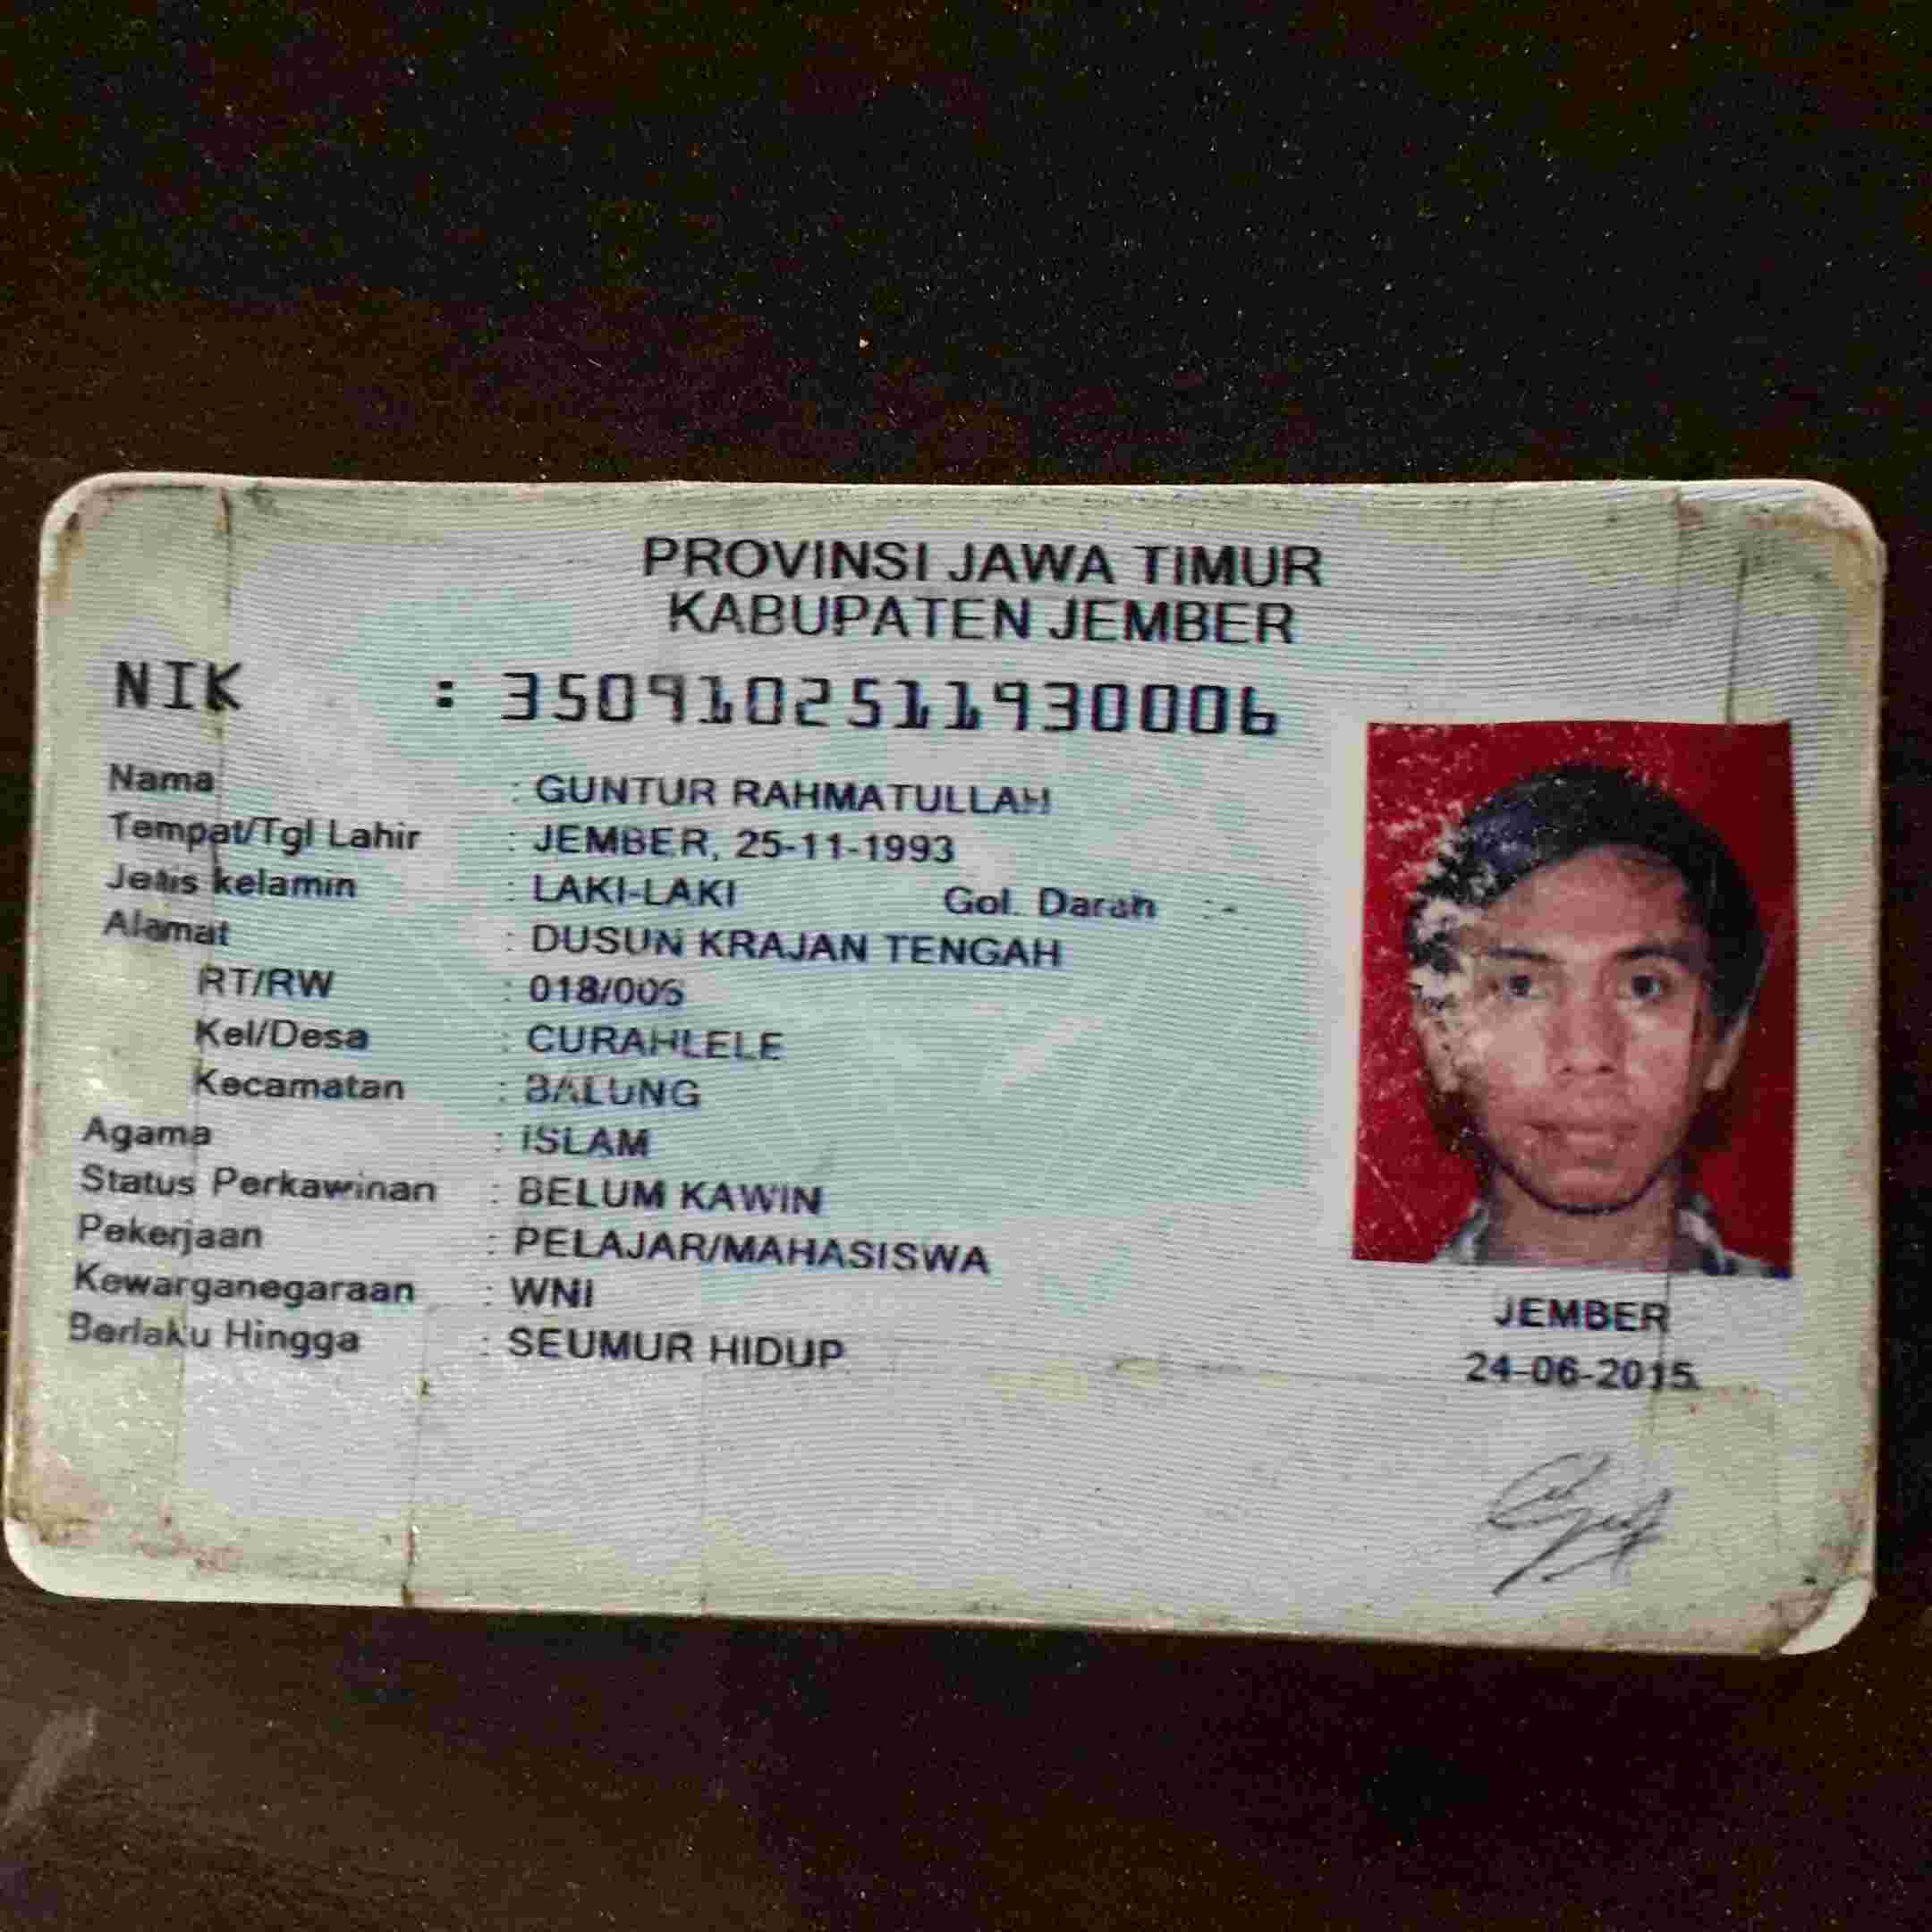 PROVINSI JAWA TIMUR
KABUPATEN JEMBER
NIK : 3509102511930006
Nama : GUNTUR RAHMATULLAH
Tempat/Tgl Lahir : JEMBER, 25-11-1993
Jenis kelamin : LAKI-LAKI Gol. Darah : -
Alamat : DUSUN KRAJAN TENGAH
RT/RW : 018/006
Kel/Desa : CURAHLELE
Kecamatan : BALUNG
Agama : ISLAM
Status Perkawinan : BELUM KAWIN
Pekerjaan : PELAJAR/MAHASISWA
Kewarganegaraan : WNI
Berlaku Hingga : SEUMUR HIDUP
JEMBER
24-06-2015